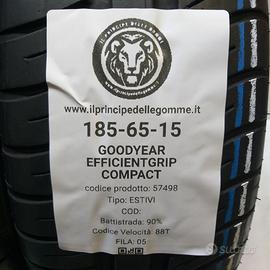 IL PRINCIPE DELLE GOMME
www.ilprincipedellegomme.it
185-65-15
GOODYEAR
EFFICIENTGRIP
COMPACT
codice prodotto: 57498
Tipo: ESTIVI
COD:
Battistrada: 90%
Codice Velocità: 88T
FILA: 05
subito